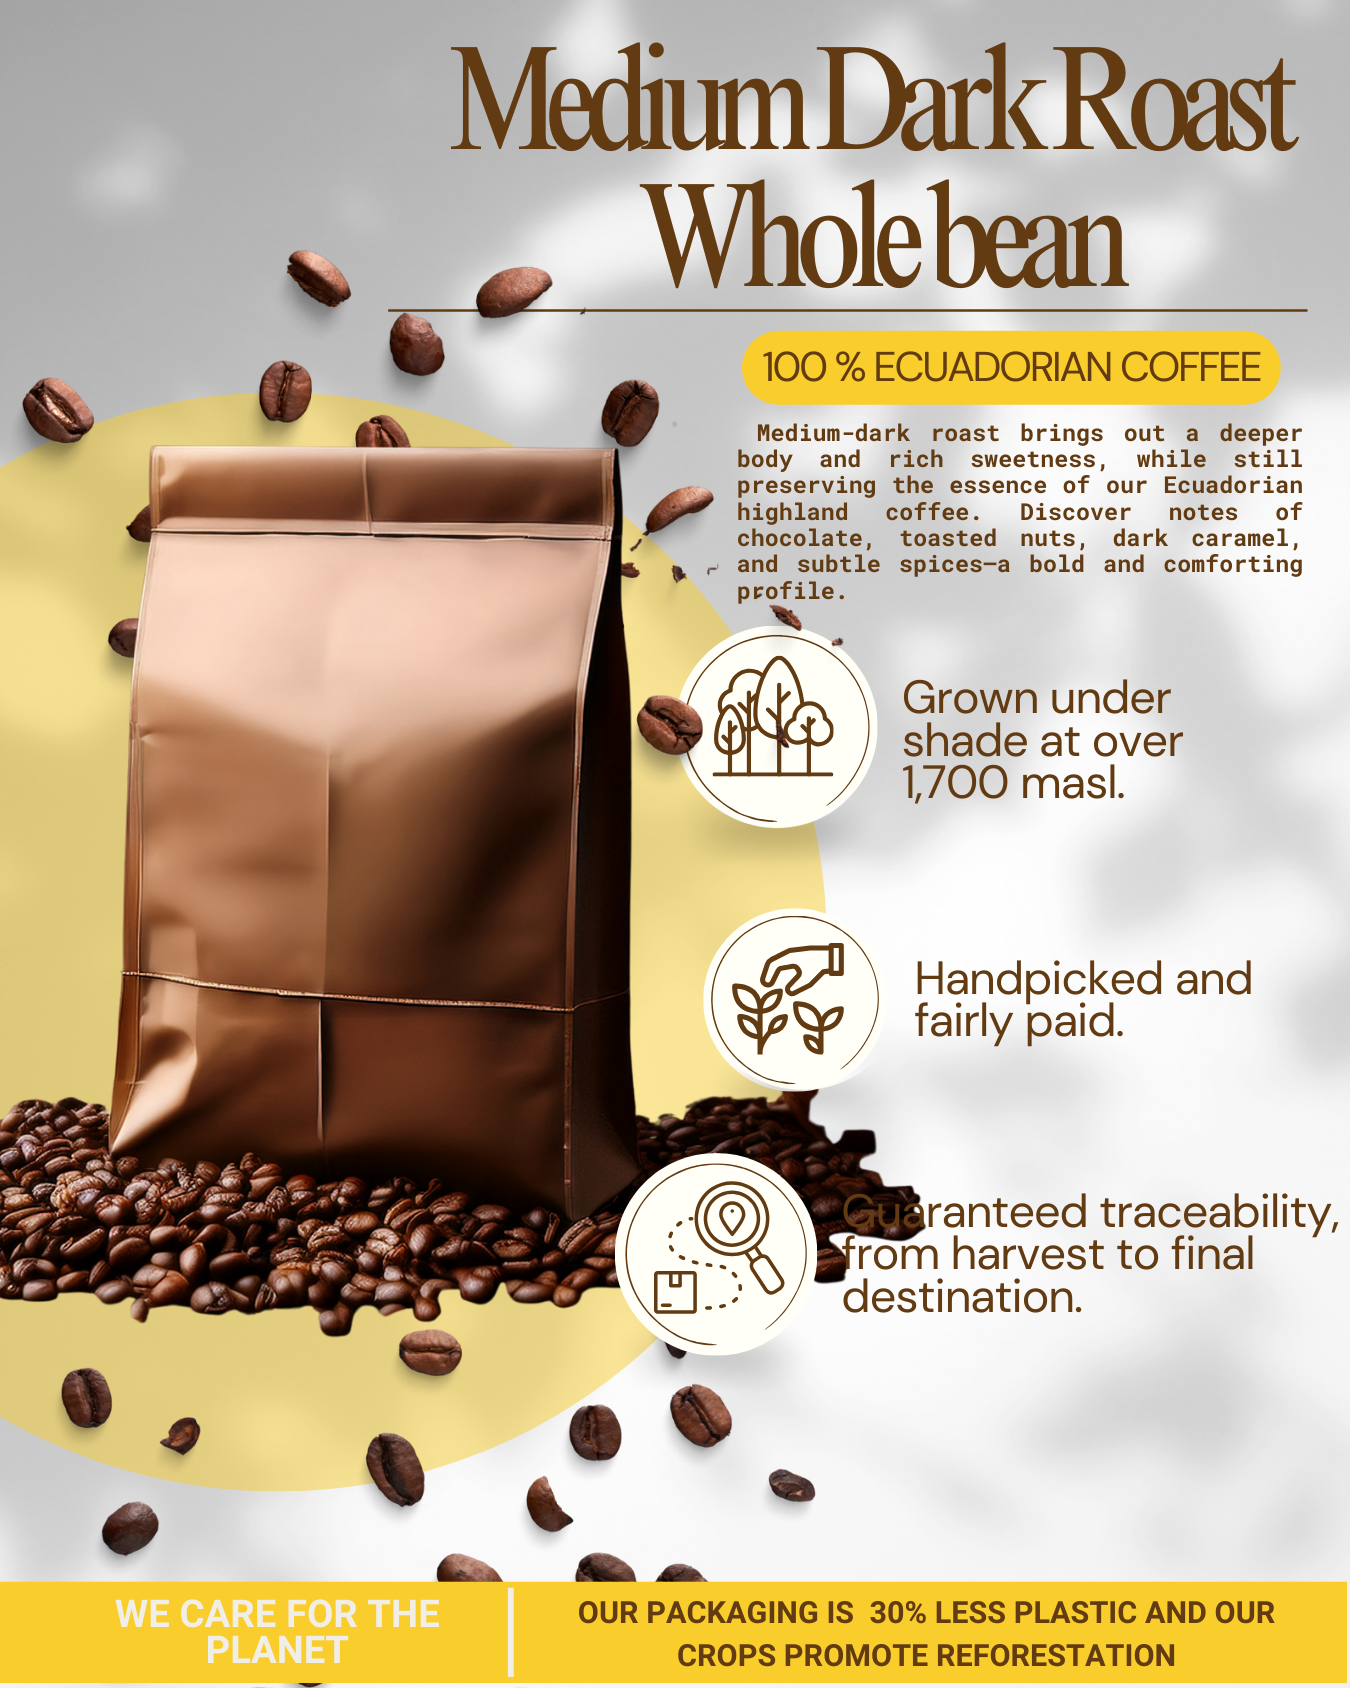 Medium Dark Roast
Whole bean
100 % ECUADORIAN COFFEE
Medium-dark roast brings out a deeper
body and rich sweetness, while still
preserving the essence of our Ecuadorian
highland coffee. Discover notes of
chocolate, toasted nuts, dark caramel,
and subtle spices—a bold and comforting
profile.
Grown under
shade at over
1,700 masl.
Handpicked and
fairly paid.
Guaranteed traceability,
from harvest to final
destination.
WE CARE FOR THE
PLANET
OUR PACKAGING IS 30% LESS PLASTIC AND OUR
CROPS PROMOTE REFORESTATION